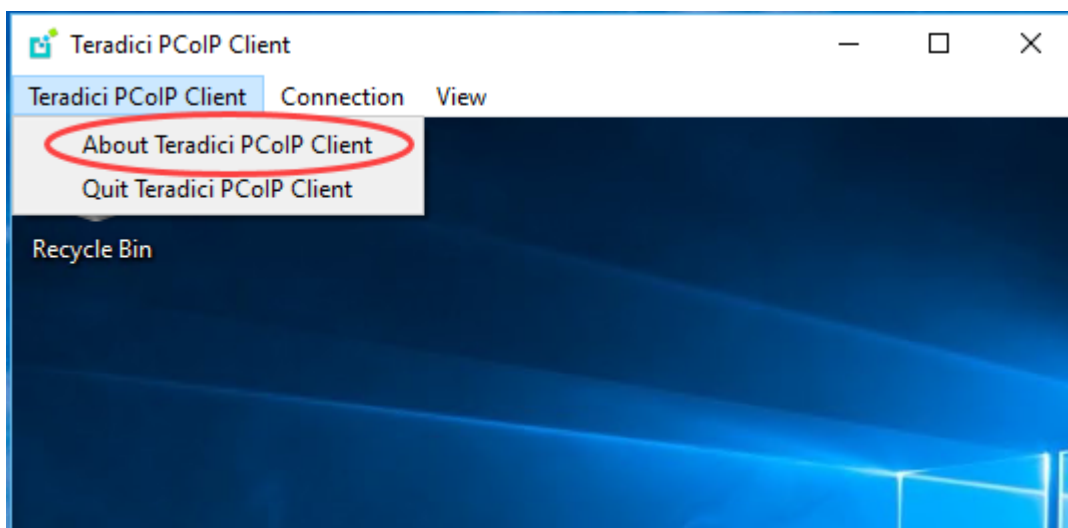 Teradici PCoIP Client
Teradici PCoIP Client Connection View
About Teradici PCoIP Client
Quit Teradici PCoIP Client
Recycle Bin